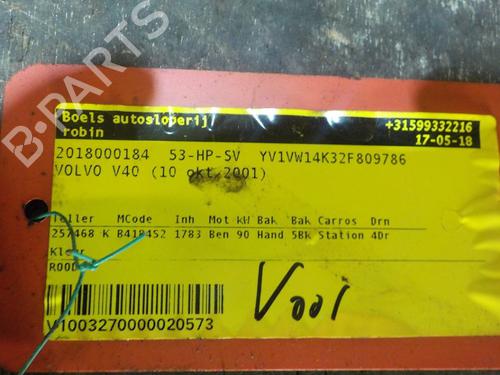 B-PARTS
Boels autosloperij +31599332216
robin 17-05-18
2018000184 53-HP-SV YV1VW14K32F809786
VOLVO V40 (10 okt 2001)
Teller MCode Inh Mot kW Bak Bak Carros Drn
257468 K B4184S2 1783 Ben 90 Hand 5Bk Station 4Dr
Kleur
ROOD
V1003270000020573
Voor